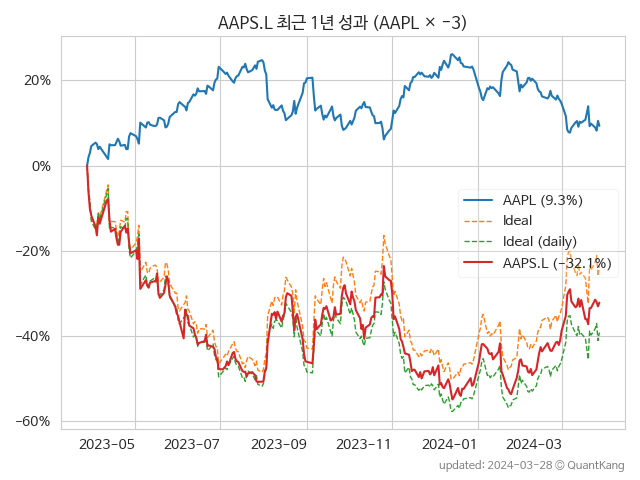 AAPS.L 최근 1년 성과 (AAPL × −3)
20%
0%
−20%
−40%
−60%
AAPL (9.3%)
Ideal
Ideal (daily)
AAPS.L (−32.1%)
2023-05
2023-07
2023-09
2023-11
2024-01
2024-03
updated: 2024-03-28 ⓒ QuantKang